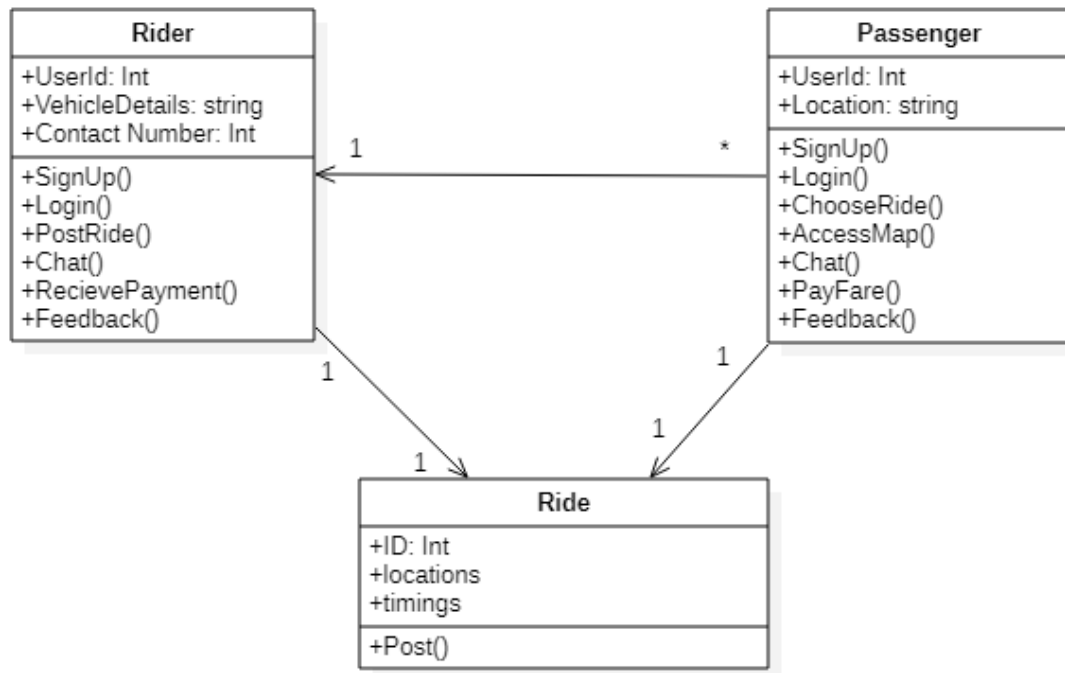 Rider
+UserId: Int
+VehicleDetails: string
+Contact Number: Int
+SignUp()
+Login()
+PostRide()
+Chat()
+RecievePayment()
+Feedback()
1
*
Passenger
+UserId: Int
+Location: string
+SignUp()
+Login()
+ChooseRide()
+AccessMap()
+Chat()
+PayFare()
+Feedback()
1
1
1
1
Ride
+ID: Int
+locations
+timings
+Post()